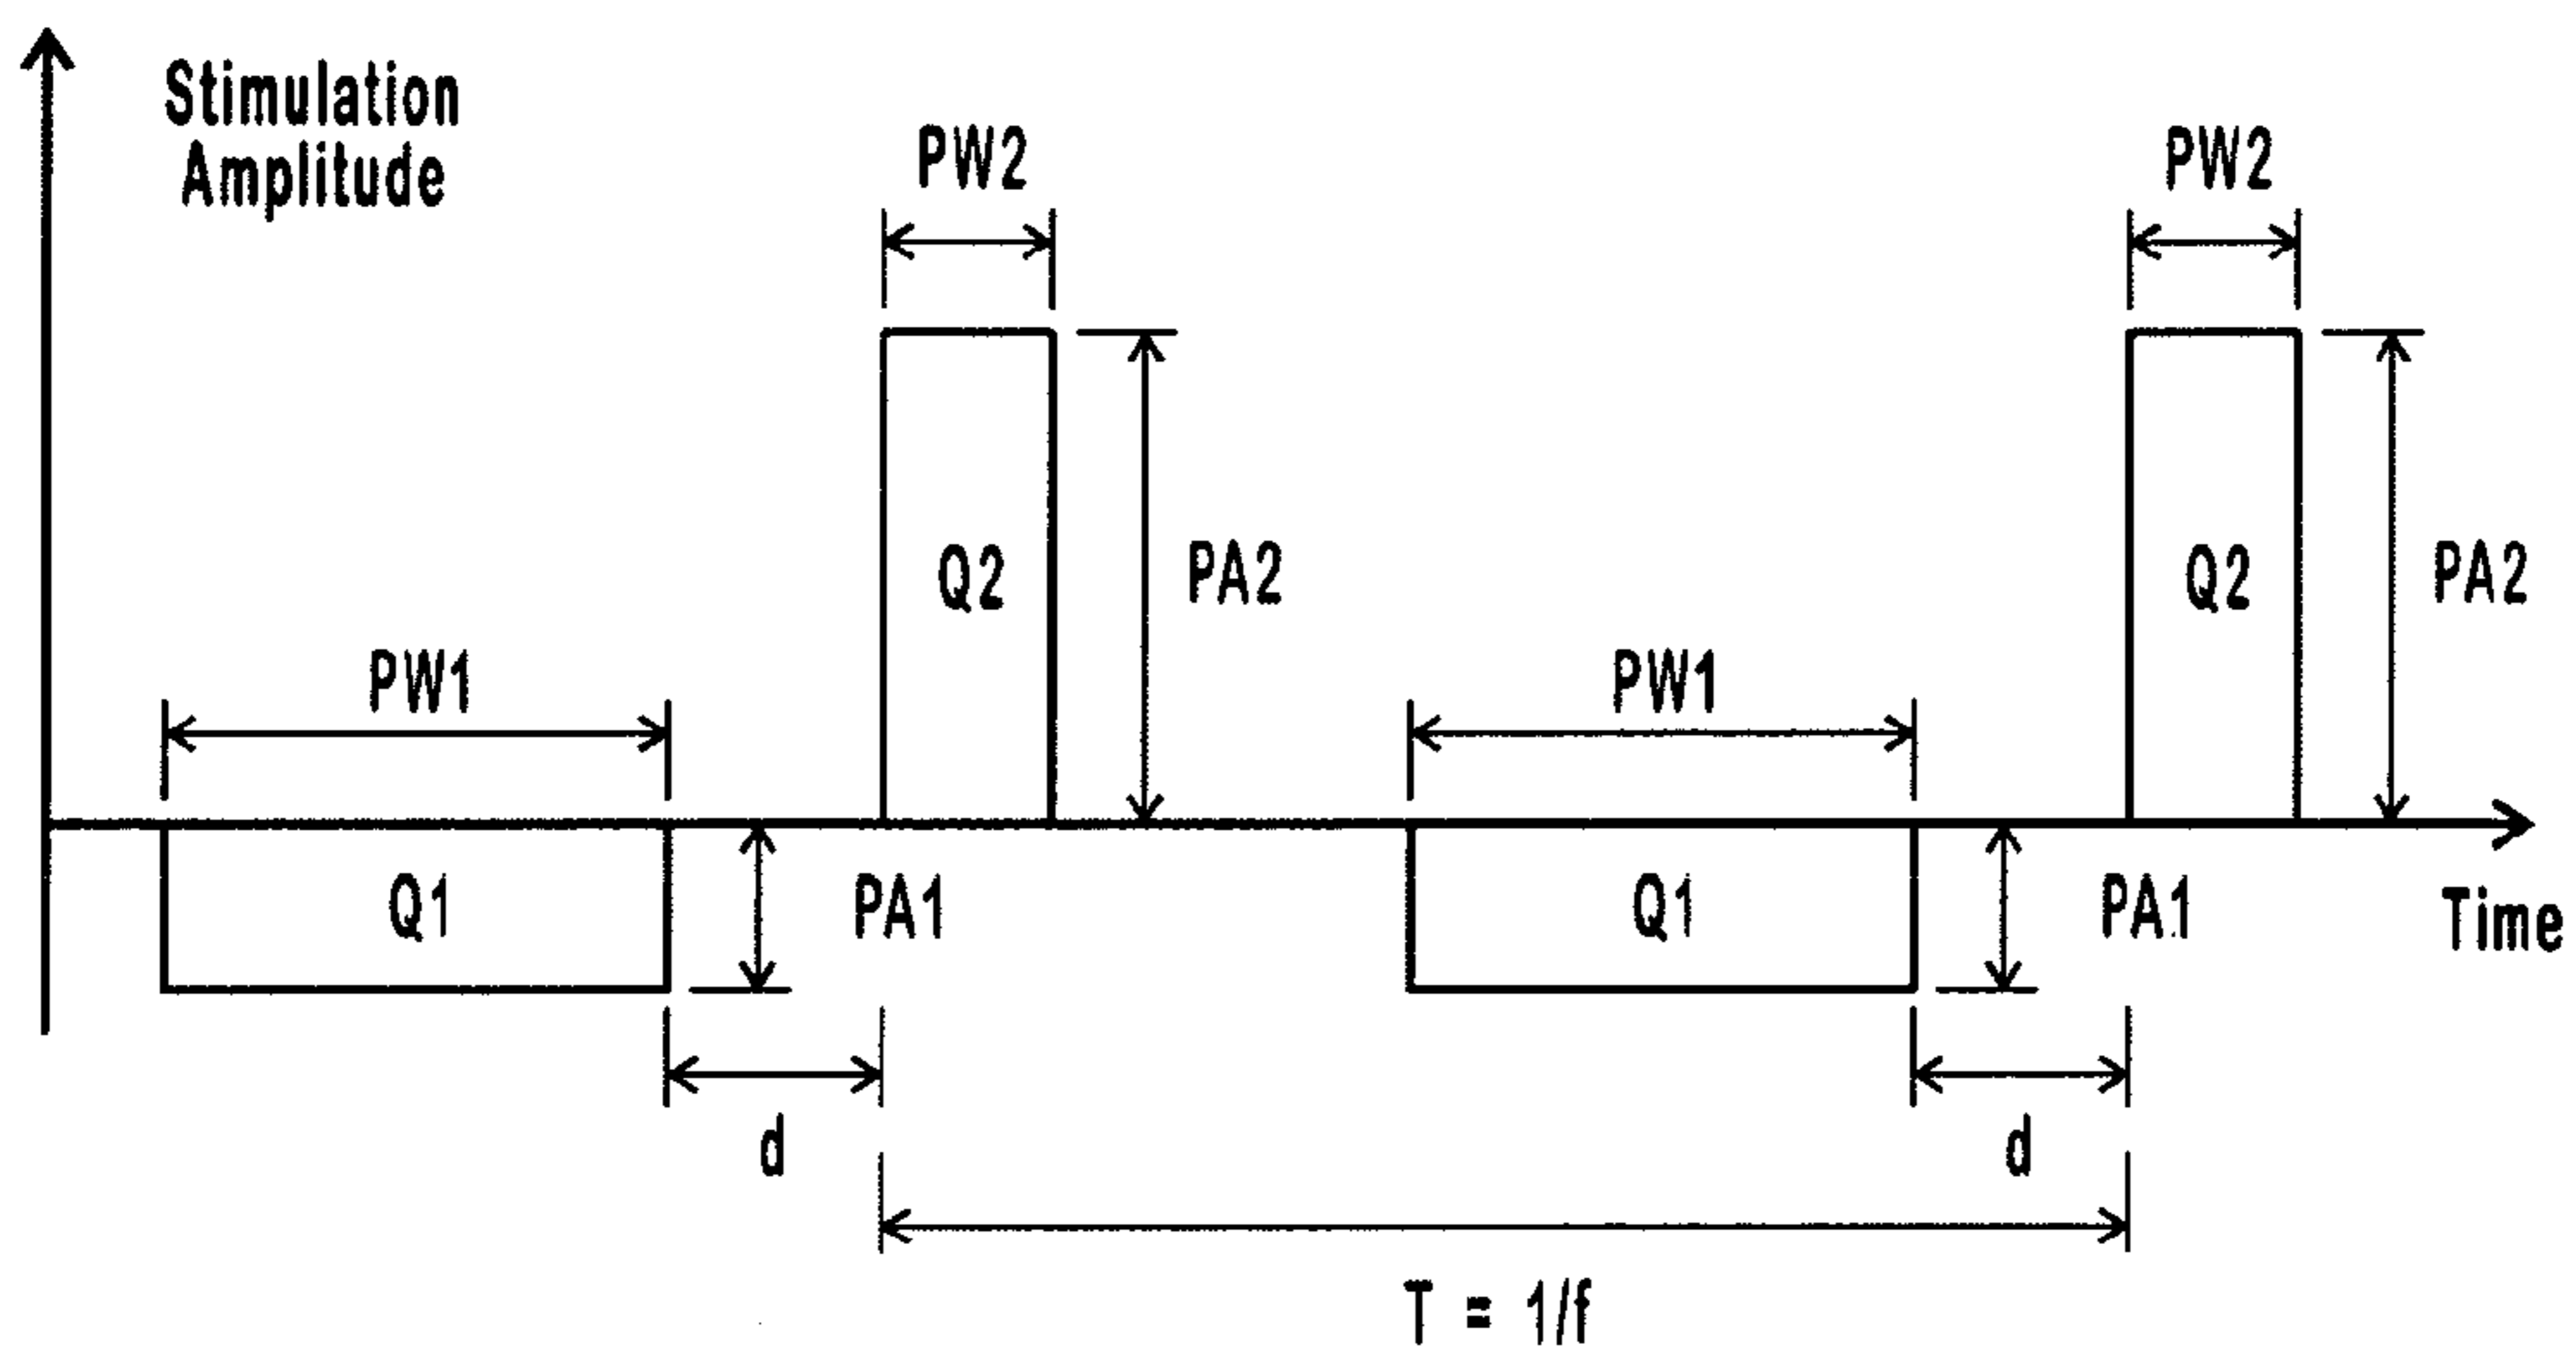 Stimulation
Amplitude
PW2
PW2
Q2
PA2
Q2
PA2
PW1
PW1
Q1
PA1
Q1
PA1
Time
d
d
T = 1/f